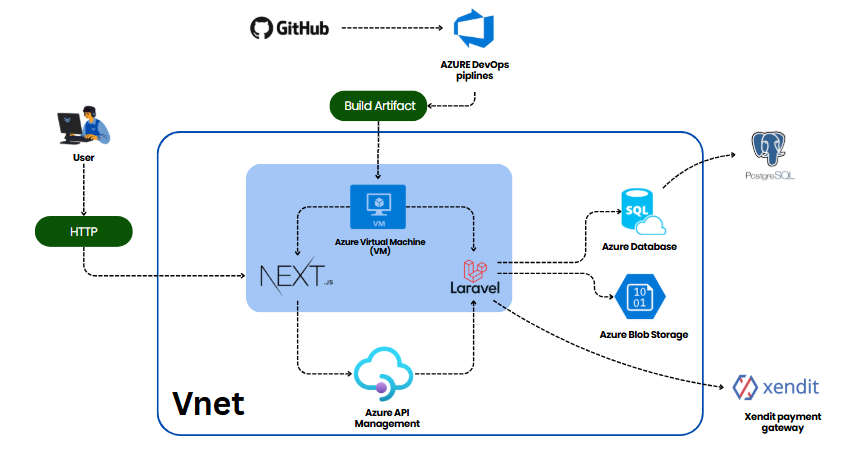 GitHub
AZURE DevOps
piplines
Build Artifact
User
HTTP
PostgreSQL
SQL
Azure Database
VM
Azure Virtual Machine
(VM)
NEXT.JS
Laravel
10
01
Azure Blob Storage
Azure API
Management
Vnet
xendit
Xendit payment
gateway